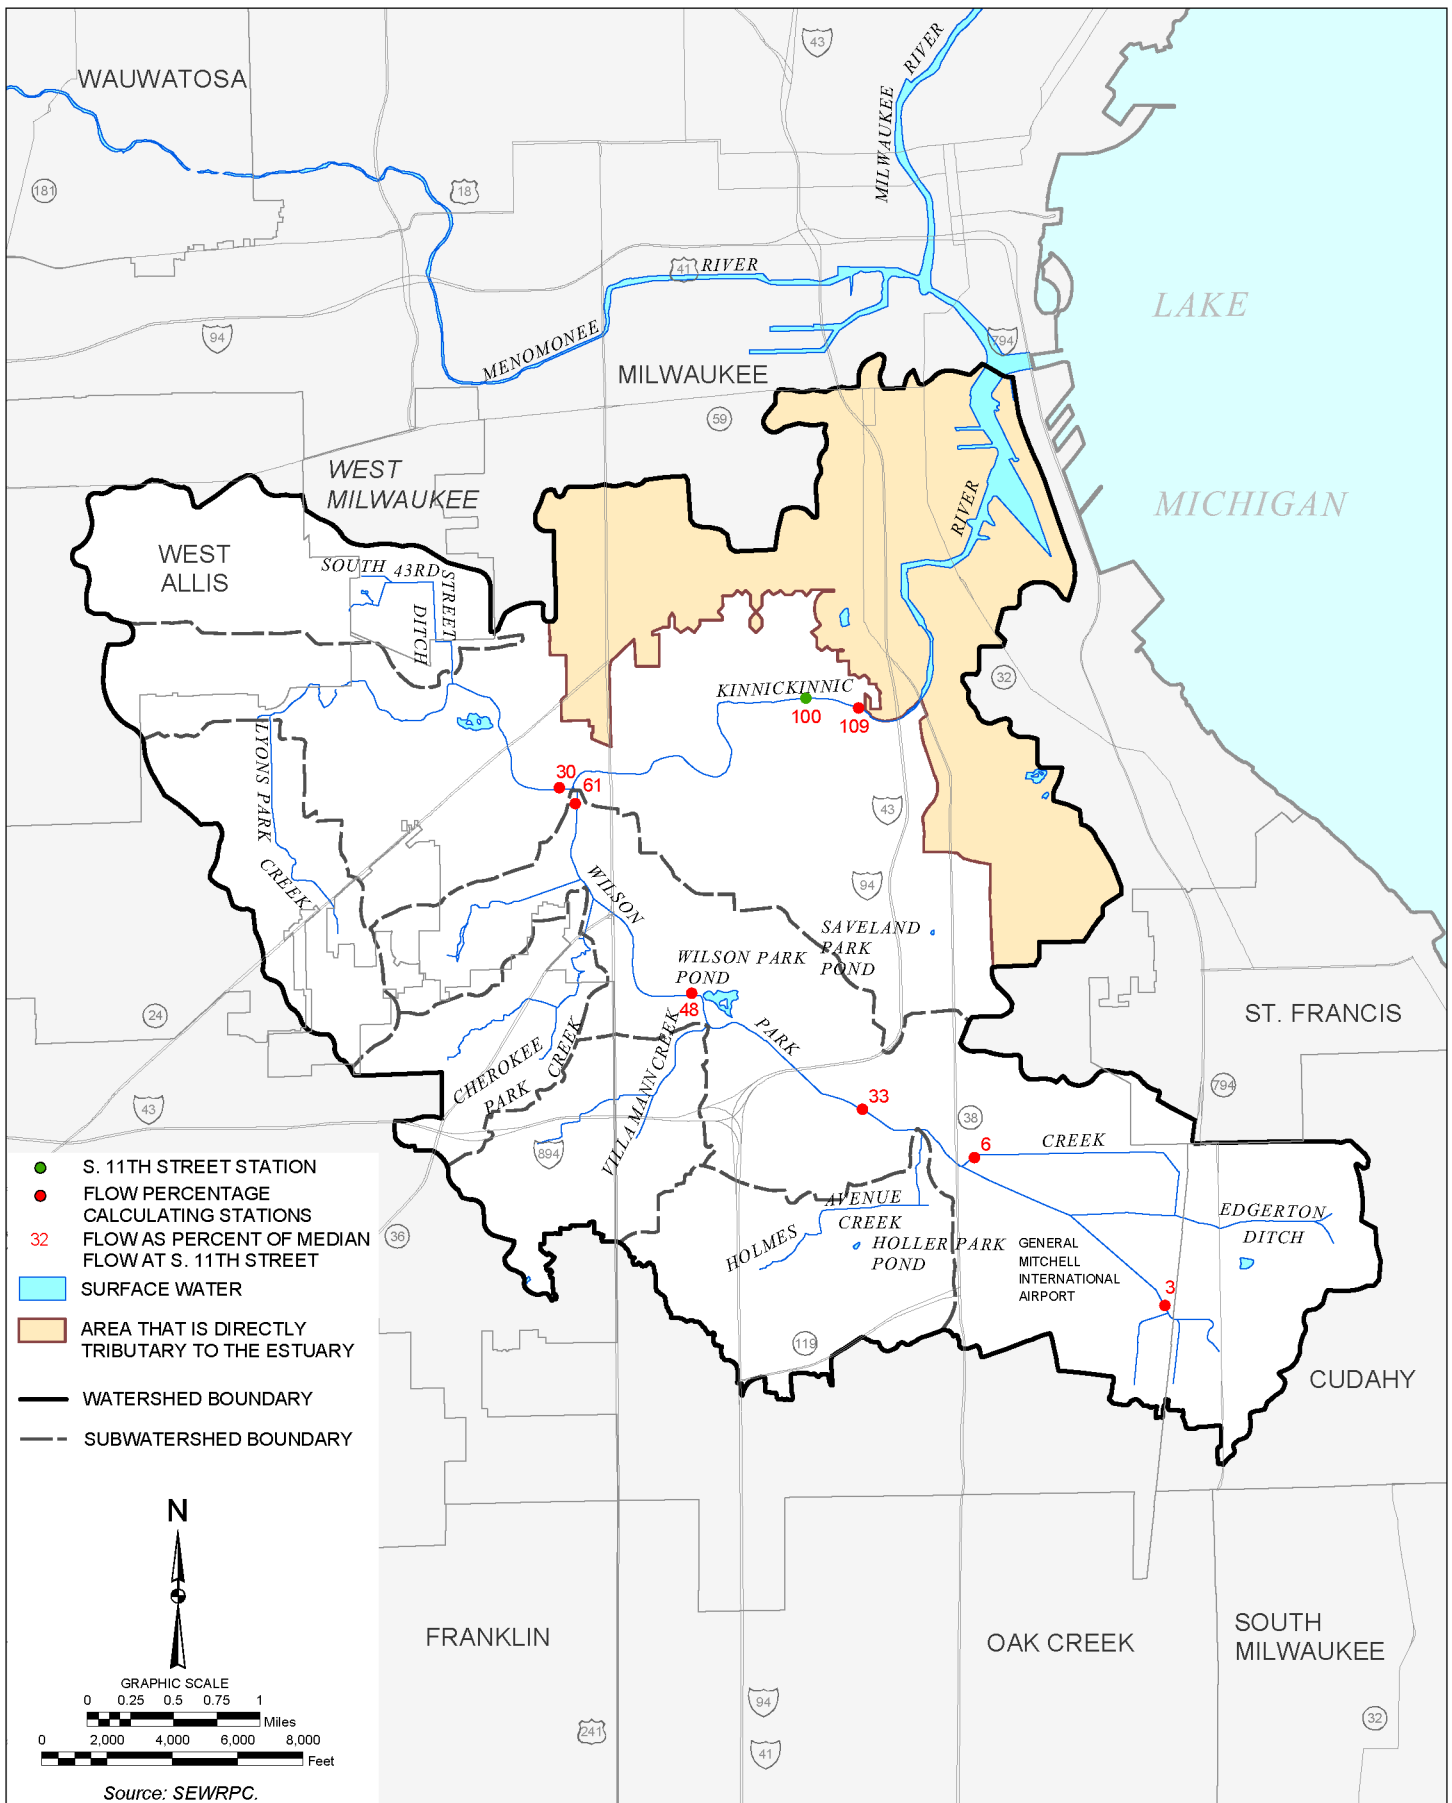 WAUWATOSA
43
MILWAUKEE RIVER
181
18
41
RIVER
MENOMONEE
94
794
LAKE
MILWAUKEE
59
WEST
MILWAUKEE
RIVER
MICHIGAN
WEST
ALLIS
SOUTH 43RD
STREET
DITCH
32
KINNICKINNIC
100
109
30
61
LYONS PARK
CREEK
43
94
WILSON
SAVELAND
PARK
POND
WILSON PARK
POND
48
24
ST. FRANCIS
PARK
CHEROKEE
PARK
CREEK
VILLA MANN CREEK
794
43
33
38
6
CREEK
894
S. 11TH STREET STATION
FLOW PERCENTAGE
CALCULATING STATIONS
32
FLOW AS PERCENT OF MEDIAN
FLOW AT S. 11TH STREET
SURFACE WATER
AREA THAT IS DIRECTLY
TRIBUTARY TO THE ESTUARY
WATERSHED BOUNDARY
SUBWATERSHED BOUNDARY
36
HOLMES
AVENUE
CREEK
HOLLER PARK
POND
EDGERTON
DITCH
GENERAL
MITCHELL
INTERNATIONAL
AIRPORT
3
119
CUDAHY
N
FRANKLIN
OAK CREEK
SOUTH
MILWAUKEE
GRAPHIC SCALE
0 0.25 0.5 0.75 1
Miles
0 2,000 4,000 6,000 8,000
Feet
94
241
41
32
Source: SEWRPC.